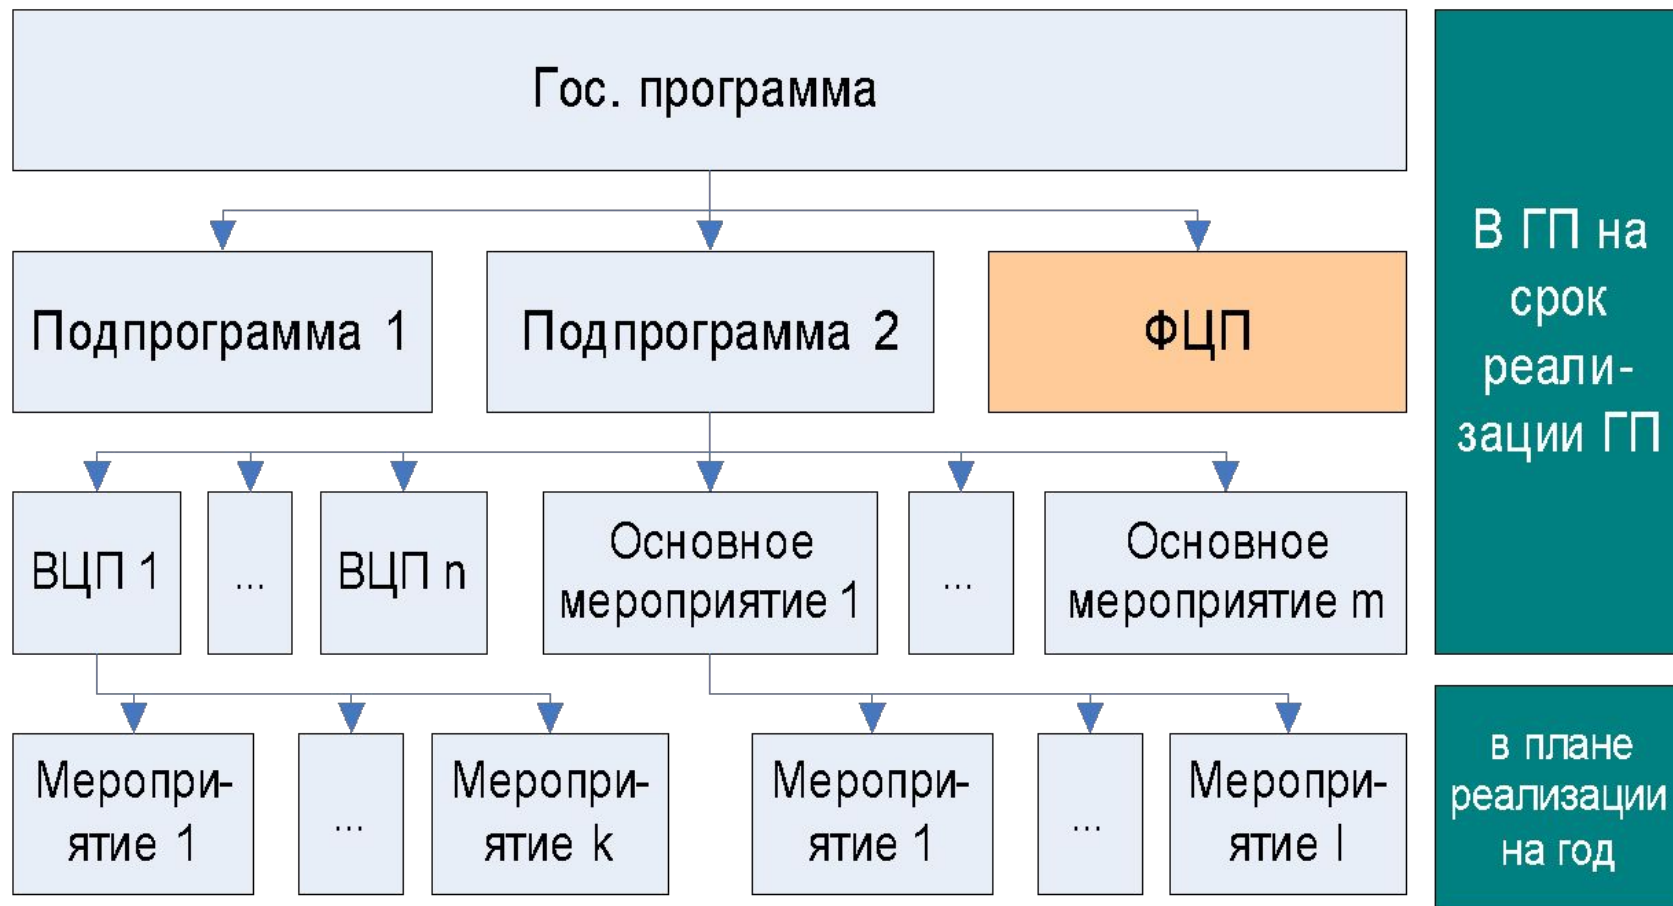 Гос. программа
Подпрограмма 1
Подпрограмма 2
ФЦП
В ГП на
срок
реали-
зации ГП
ВЦП 1
...
ВЦП n
Основное
мероприятие 1
...
Основное
мероприятие m
Меропри-
ятие 1
...
Меропри-
ятие k
Меропри-
ятие 1
...
Меропри-
ятие l
в плане
реализации
на год